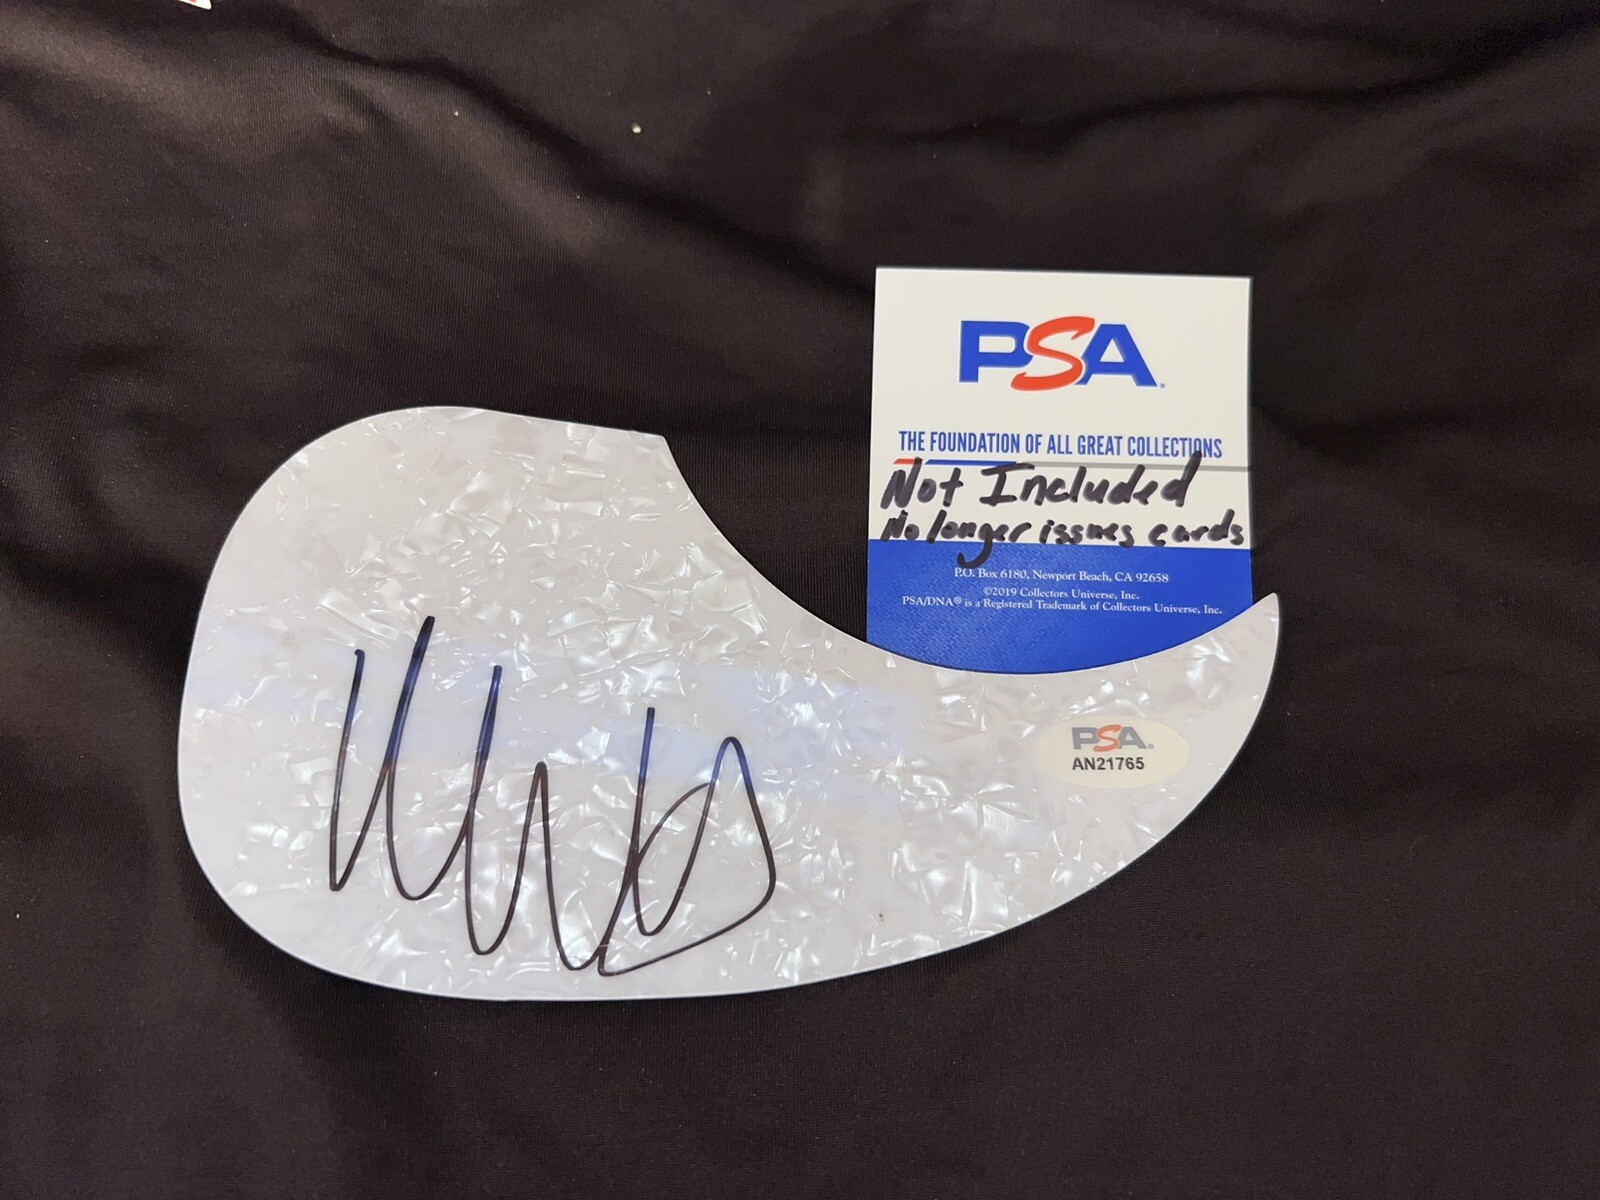 PSA
THE FOUNDATION OF ALL GREAT COLLECTIONS
Not Included
No longer issues cards
P.O. Box 6180, Newport Beach, CA 92658
©2019 Collectors Universe, Inc.
PSA/DNA® is a Registered Trademark of Collectors Universe, Inc.
PSA
AN21765